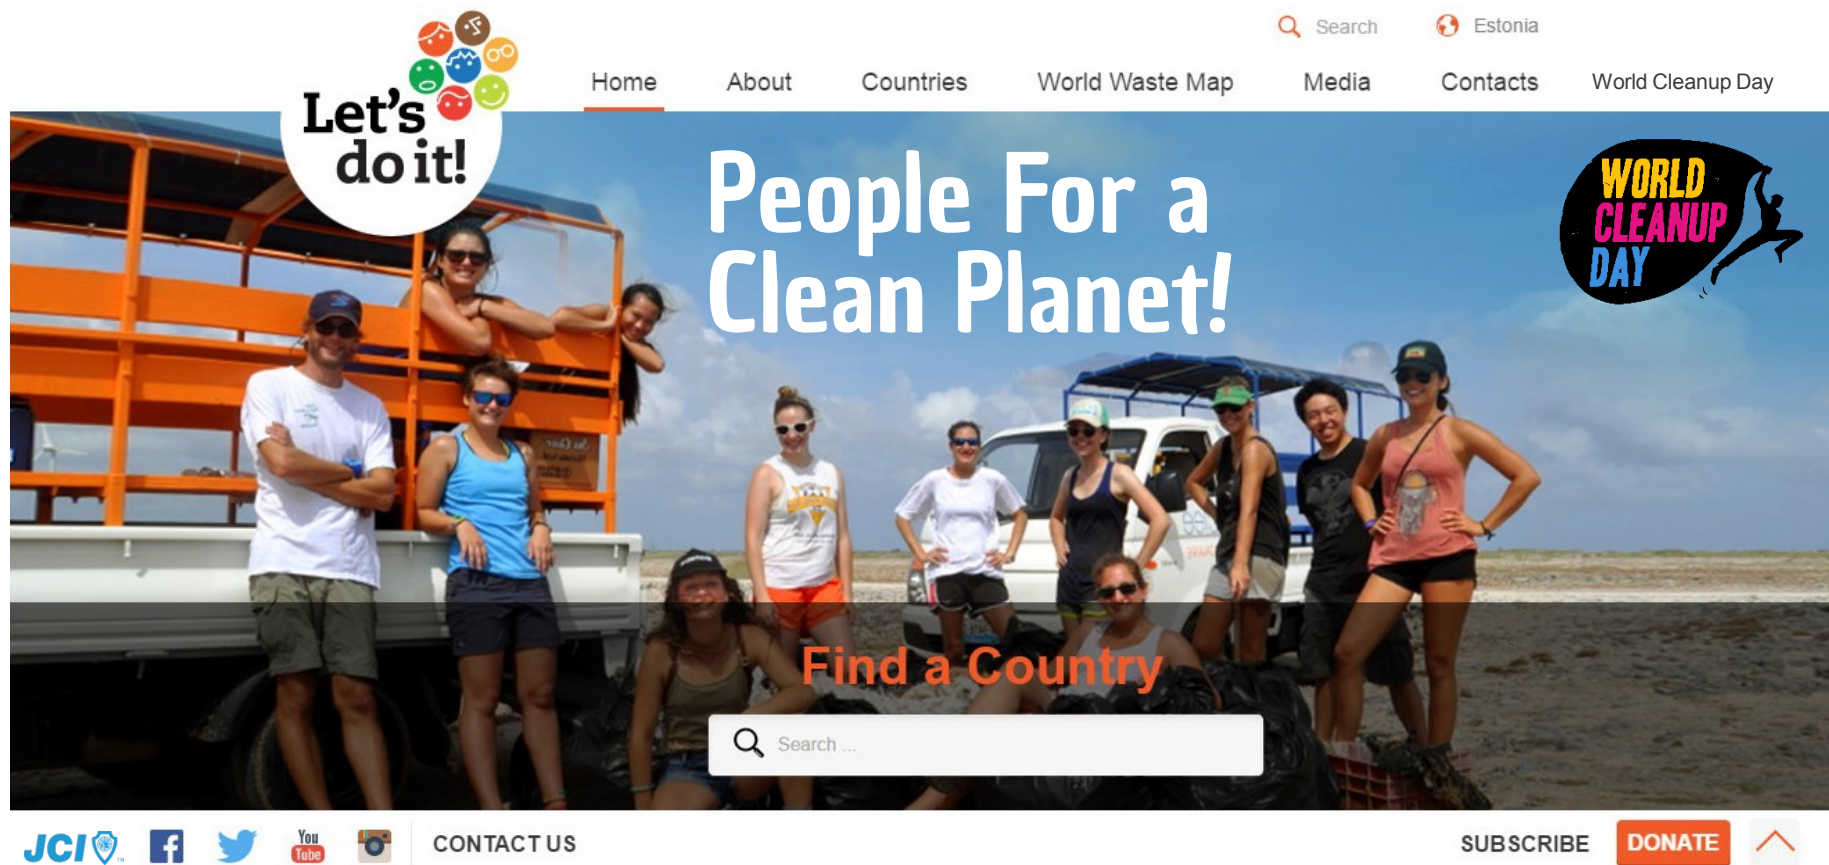 Search
Estonia
Let's
do it!
Home
About
Countries
World Waste Map
Media
Contacts
World Cleanup Day
People For a
Clean Planet!
WORLD
CLEANUP
DAY
Find a Country
Search ...
JCI
You
Tube
CONTACT US
SUBSCRIBE
DONATE